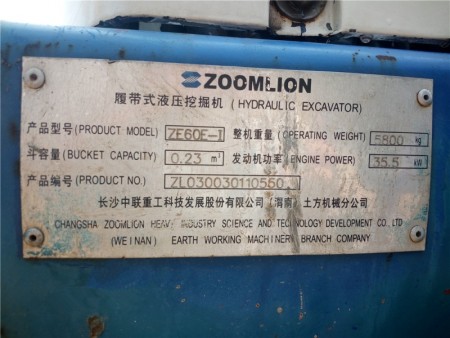 ZOOMLION
履带式液压挖掘机 (HYDRAULIC EXCAVATOR)
产品型号(PRODUCT MODEL) ZE60E-I 整机重量(OPERATING WEIGHT) 5800 kg
斗容量(BUCKET CAPACITY) 0.23 m³ 发动机功率(ENGINE POWER) 35.5 kW
产品编号(PRODUCT NO.) ZL030030110550
长沙中联重工科技发展股份有限公司(渭南)土方机械分公司
CHANGSHA ZOOMLION HEAVY INDUSTRY SCIENCE AND TECHNOLOGY DEVELOPMENT CO., LTD
(WEINAN) EARTH WORKING MACHINERY BRANCH COMPANY